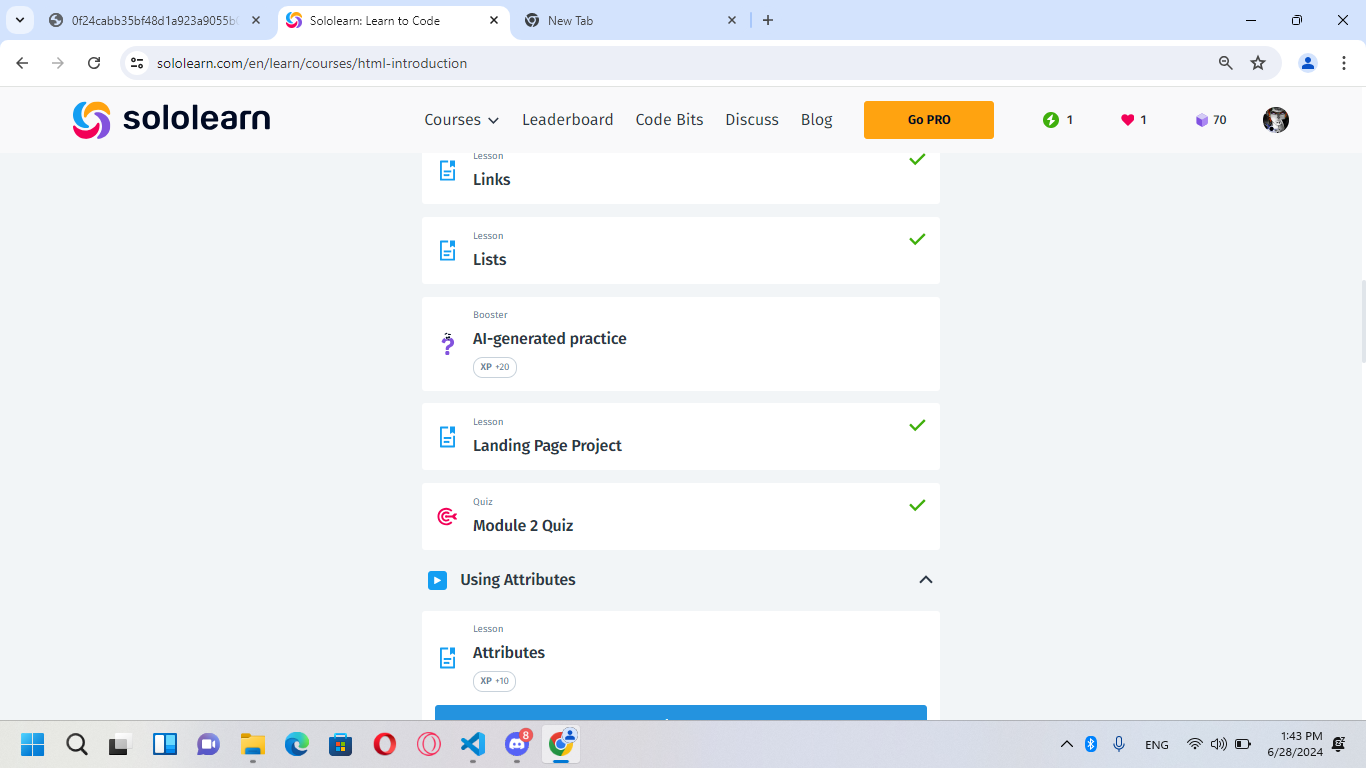 0f24cabb35bf48d1a923a9055b
Sololearn: Learn to Code
New Tab
sololearn.com/en/learn/courses/html-introduction
sololearn
Courses
Leaderboard
Code Bits
Discuss
Blog
Go PRO
1
1
70
Lesson
Links
Lesson
Lists
Booster
AI-generated practice
XP +20
Lesson
Landing Page Project
Quiz
Module 2 Quiz
Using Attributes
Lesson
Attributes
XP +10
8
ENG
1:43 PM
6/28/2024